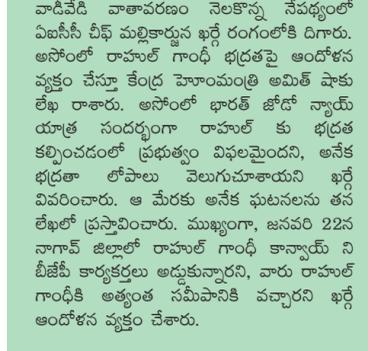 వాడివేడి వాతావరణం నెలకొన్న నేపథ్యంలో
ఏఐసీసీ చీఫ్ మల్లికార్జున ఖర్గే రంగంలోకి దిగారు.
అసోంలో రాహుల్ గాంధీ భద్రతపై ఆందోళన
వ్యక్తం చేస్తూ కేంద్ర హెూంమంత్రి అమిత్ షాకు
లేఖ రాశారు. అసోంలో భారత్ జోడో న్యాయ్
యాత్ర సందర్భంగా రాహుల్ కు భద్రత
కల్పించడంలో ప్రభుత్వం విఫలమైందని, అనేక
భద్రతా లోపాలు వెలుగుచూశాయని ఖర్గే
వివరించారు. ఆ మేరకు అనేక ఘటనలను తన
లేఖలో ప్రస్తావించారు. ముఖ్యంగా, జనవరి 22న
నాగావ్ జిల్లాలో రాహుల్ గాంధీ కాన్వాయ్ ని
బీజేపీ కార్యకర్తలు అడ్డుకున్నారని, వారు రాహుల్
గాంధీకి అత్యంత సమీపానికి వచ్చారని ఖర్గే
ఆందోళన వ్యక్తం చేశారు.